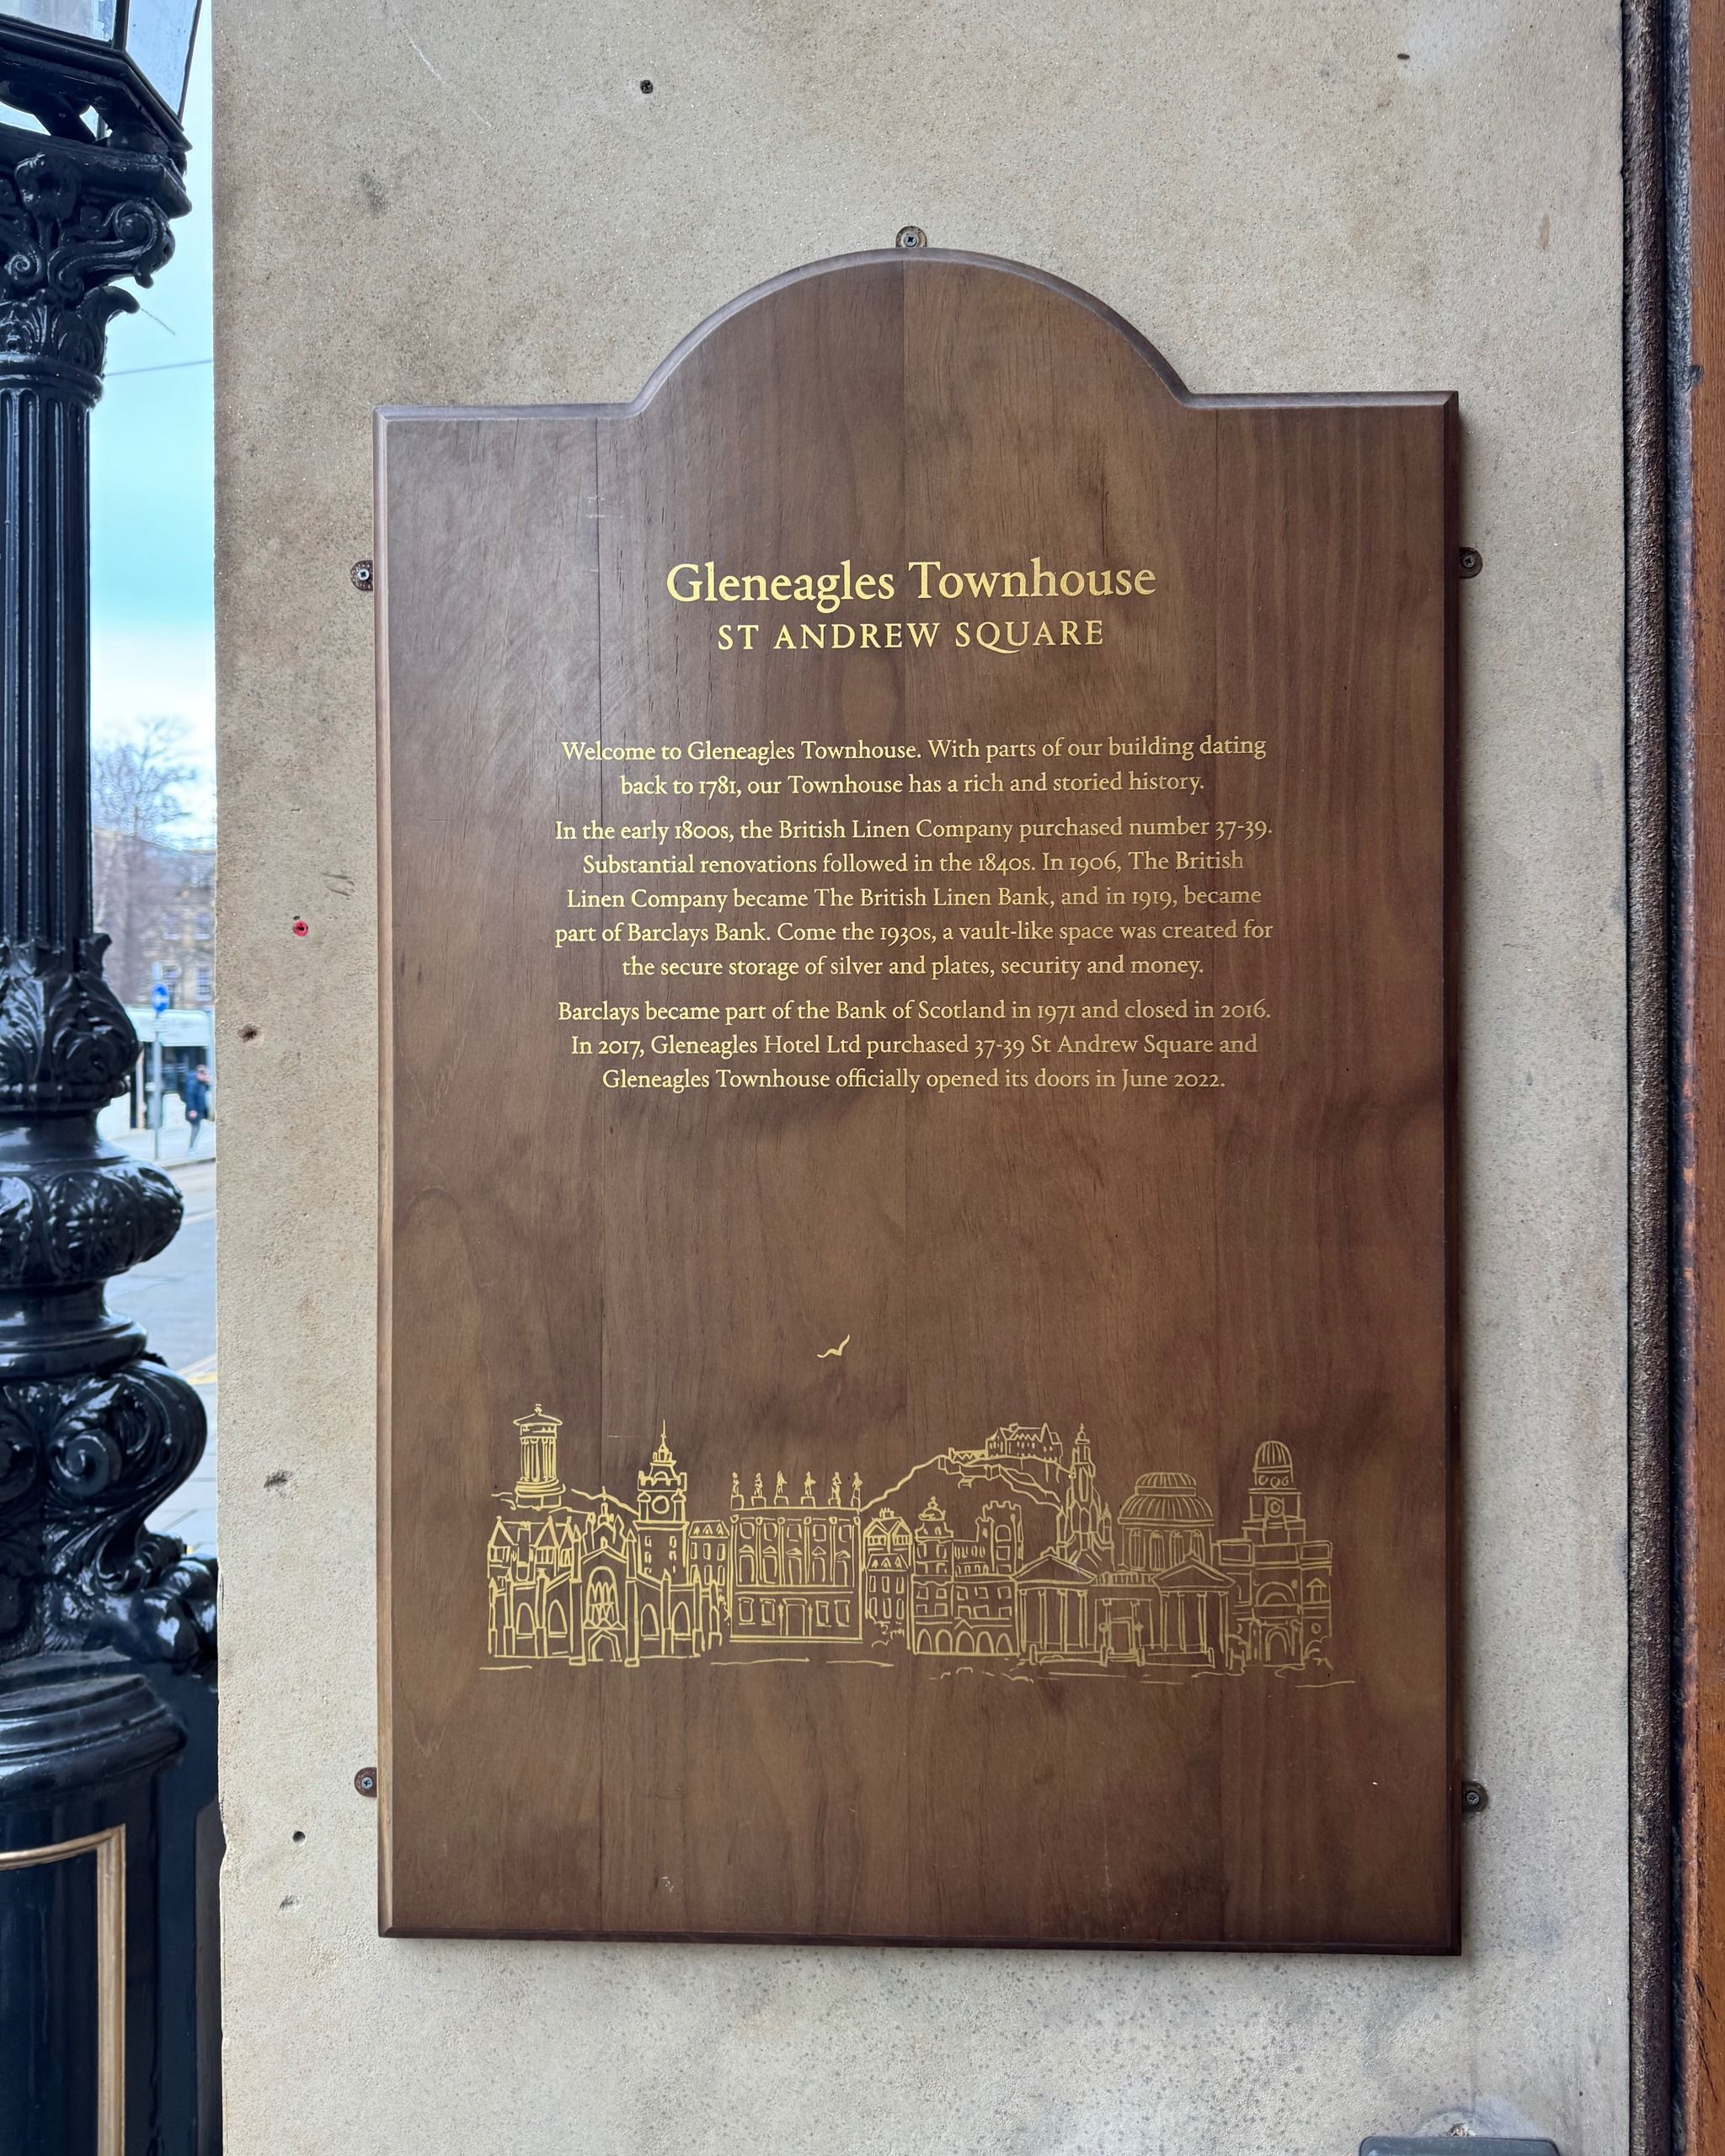 Gleneagles Townhouse
ST ANDREW SQUARE
Welcome to Gleneagles Townhouse. With parts of our building dating
back to 1781, our Townhouse has a rich and storied history.
In the early 1800s, the British Linen Company purchased number 37-39.
Substantial renovations followed in the 1840s. In 1906, The British
Linen Company became The British Linen Bank, and in 1919, became
part of Barclays Bank. Come the 1930s, a vault-like space was created for
the secure storage of silver and plates, security and money.
Barclays became part of the Bank of Scotland in 1971 and closed in 2016.
In 2017, Gleneagles Hotel Ltd purchased 37-39 St Andrew Square and
Gleneagles Townhouse officially opened its doors in June 2022.